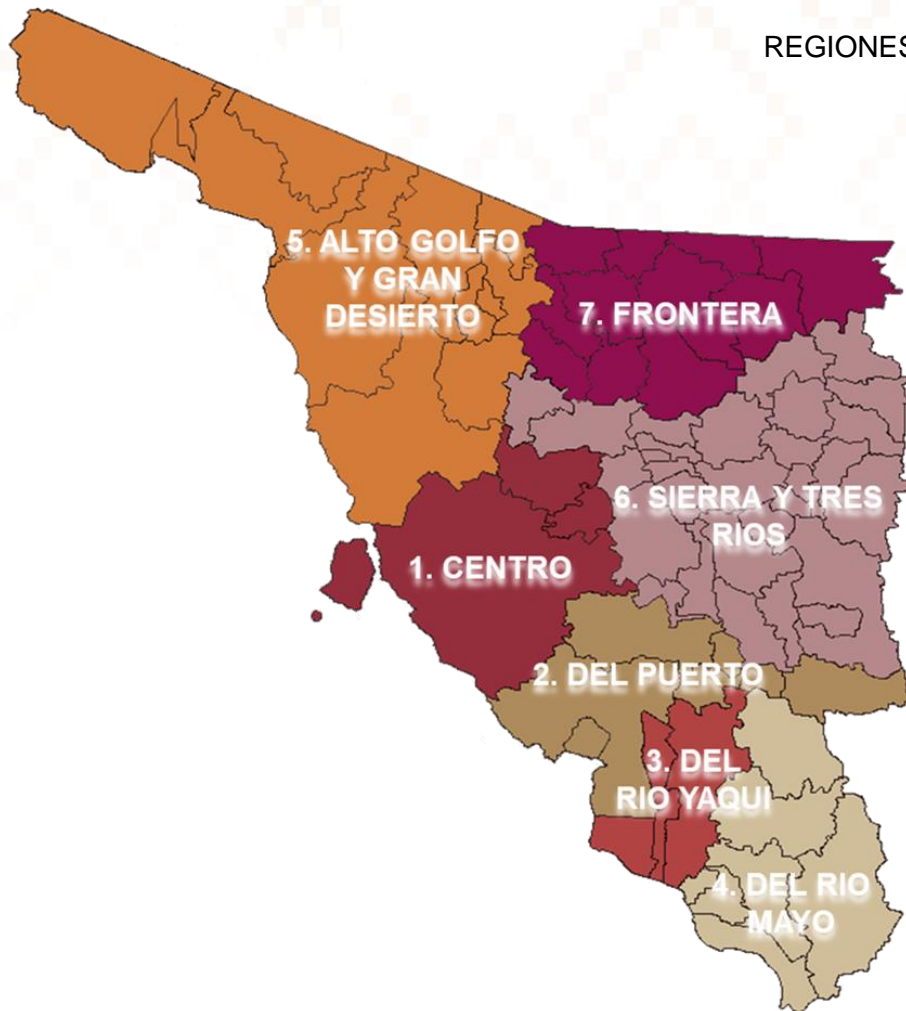 REGIONES
5. ALTO GOLFO
Y GRAN
DESIERTO
7. FRONTERA
6. SIERRA Y TRES
RIOS
1. CENTRO
2. DEL PUERTO
3. DEL
RIO YAQUI
4. DEL RIO
MAYO